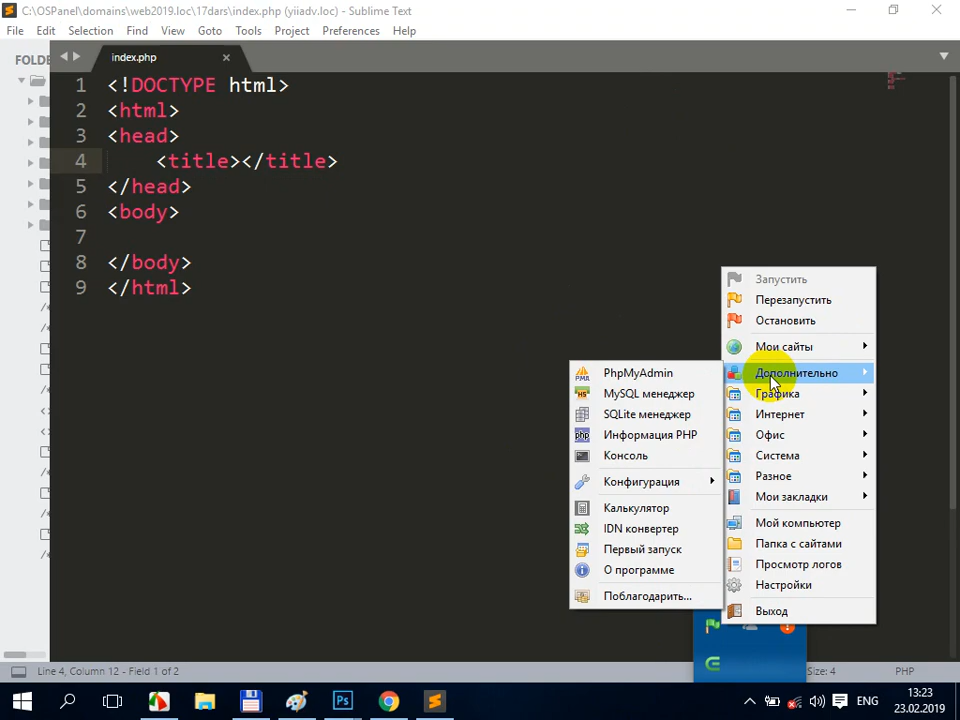 C:\OSPanel\domains\web2019.loc\17dars\index.php (yiiadv.loc) - Sublime Text
File Edit Selection Find View Goto Tools Project Preferences Help
FOLD
index.php
1 <!DOCTYPE html>
2 <html>
3 <head>
4 <title></title>
5 </head>
6 <body>
7
8 </body>
9 </html>
Запустить
Перезапустить
Остановить
Мои сайты
Дополнительно
Графика
Интернет
Офис
Система
Разное
Мои закладки
Мой компьютер
Папка с сайтами
Просмотр логов
Настройки
Выход
PhpMyAdmin
MySQL менеджер
SQLite менеджер
Информация PHP
Консоль
Конфигурация
Калькулятор
IDN конвертер
Первый запуск
О программе
Поблагодарить...
Line 4, Column 12 - Field 1 of 2
Size: 4
PHP
ENG
13:23
23.02.2019